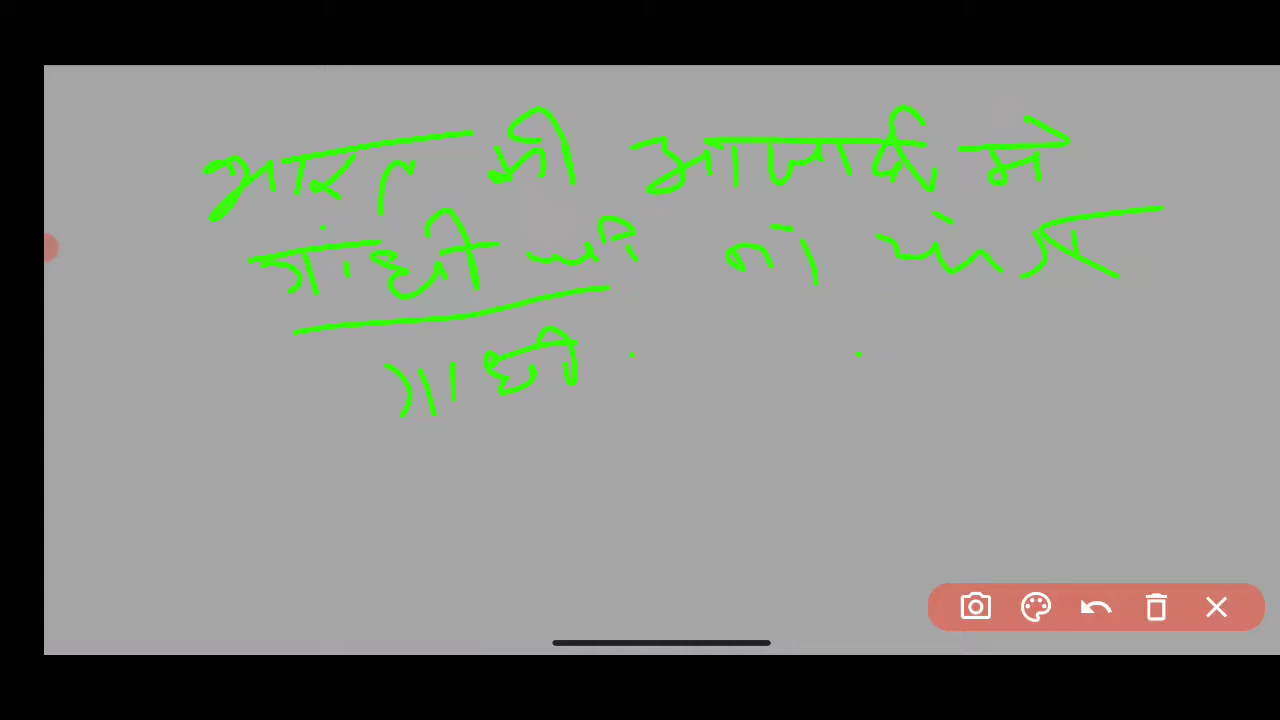 भारत की आजादी में
गांधी जी का यो
गांधी